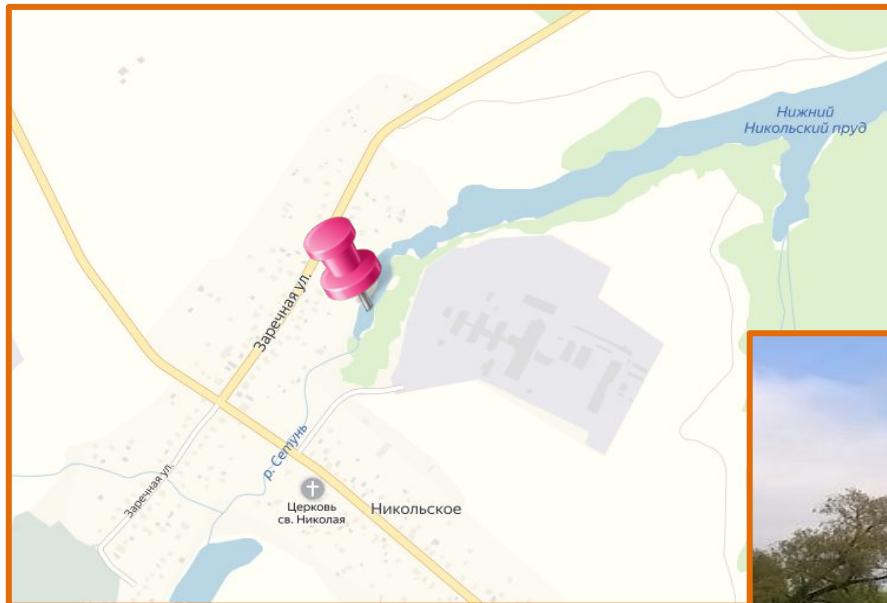 Нижний
Никольский пруд
Заречная ул.
р. Сетунь
Заречная ул.
Церковь
св. Николая
Никольское